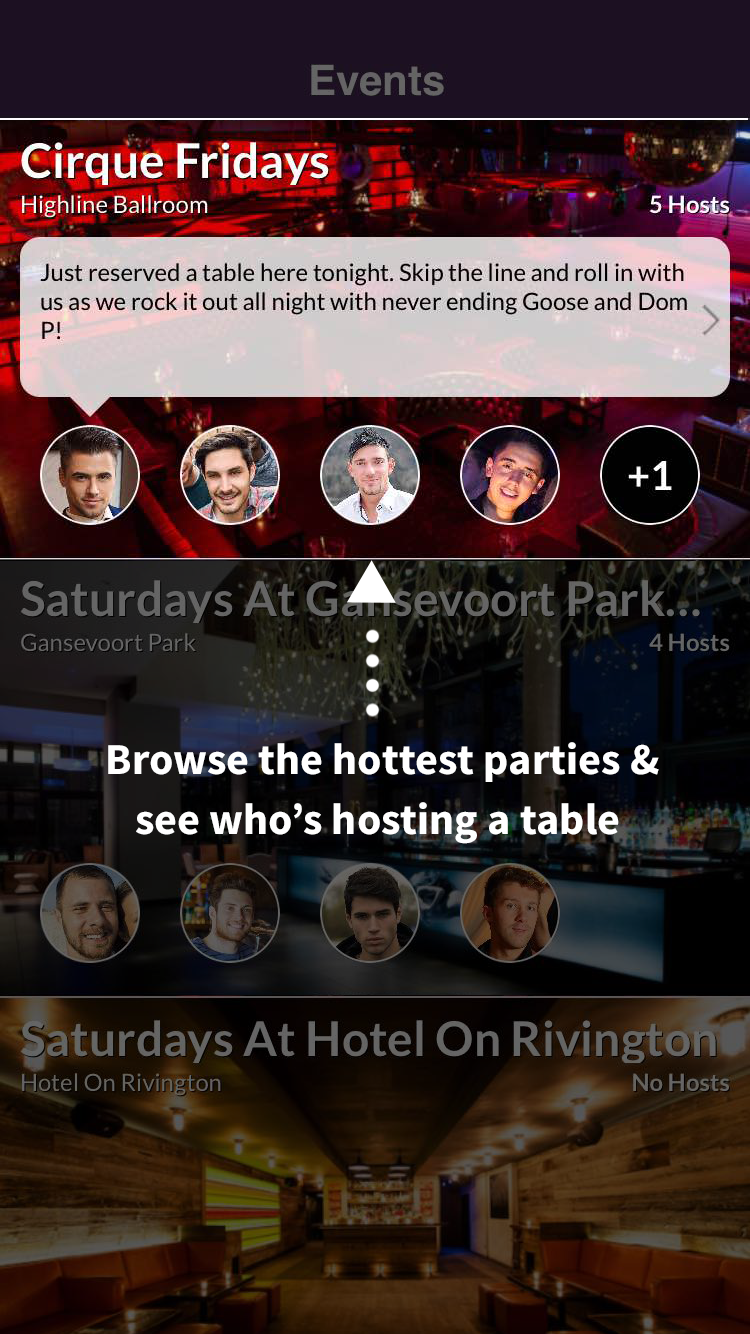 Events
Cirque Fridays
Highline Ballroom
5 Hosts
Just reserved a table here tonight. Skip the line and roll in with
us as we rock it out all night with never ending Goose and Dom
P!
+1
Saturdays At Gansevoort Park...
Gansevoort Park
4 Hosts
Browse the hottest parties &
see who’s hosting a table
Saturdays At Hotel On Rivington
Hotel On Rivington
No Hosts